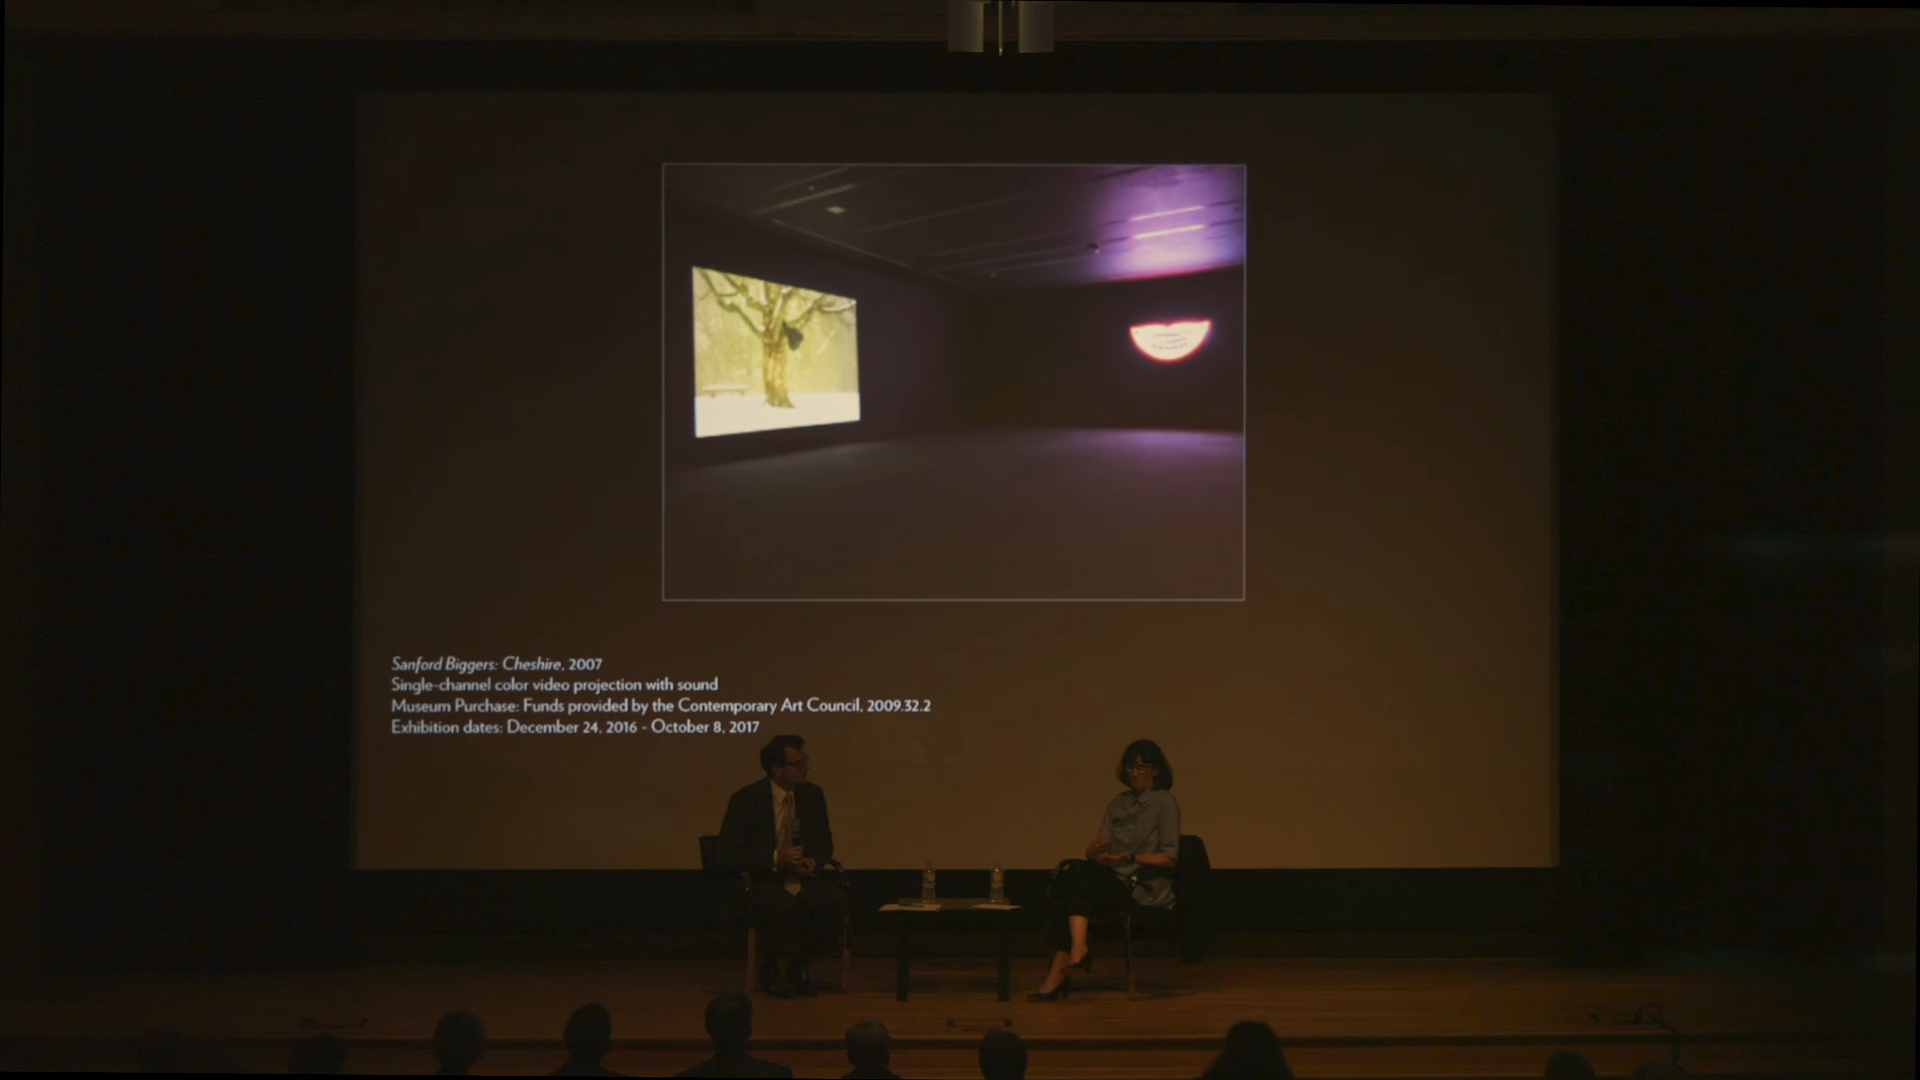 Sanford Biggers: Cheshire, 2007
Single-channel color video projection with sound
Museum Purchase: Funds provided by the Contemporary Art Council, 2009.32.2
Exhibition dates: December 24, 2016 - October 8, 2017